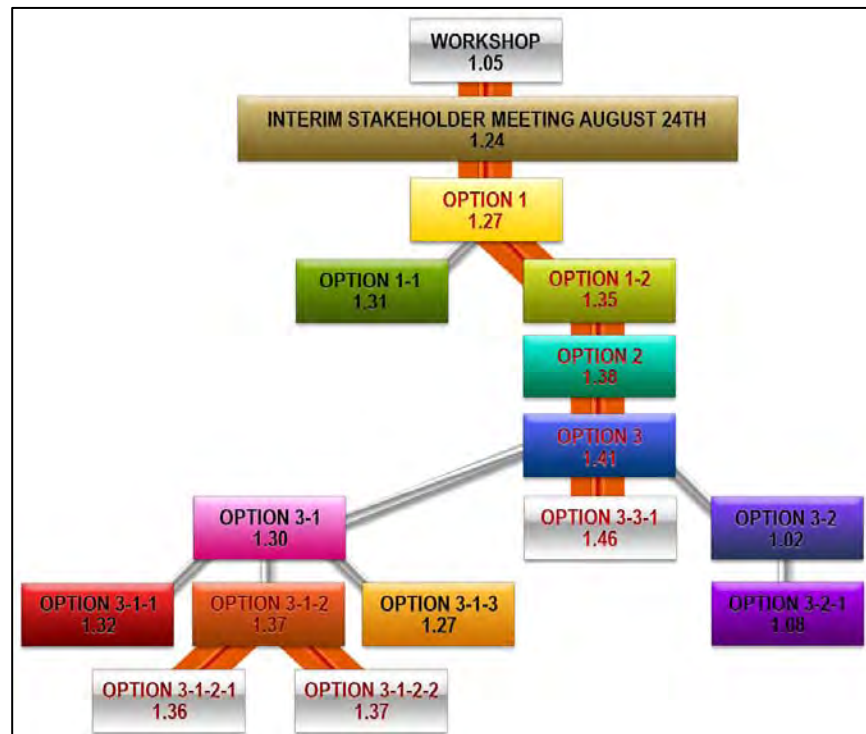 WORKSHOP
1.05
INTERIM STAKEHOLDER MEETING AUGUST 24TH
1.24
OPTION 1
1.27
OPTION 1-1
1.31
OPTION 1-2
1.35
OPTION 2
1.38
OPTION 3
1.41
OPTION 3-1
1.30
OPTION 3-3-1
1.46
OPTION 3-2
1.02
OPTION 3-1-1
1.32
OPTION 3-1-2
1.37
OPTION 3-1-3
1.27
OPTION 3-2-1
1.08
OPTION 3-1-2-1
1.36
OPTION 3-1-2-2
1.37